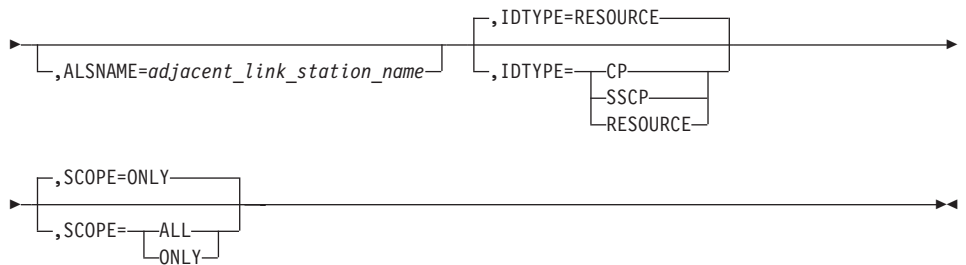 ,IDTYPE=RESOURCE
,ALSNAME=adjacent_link_station_name ,IDTYPE= CP
SSCP
RESOURCE
,SCOPE=ONLY
,SCOPE= ALL
ONLY